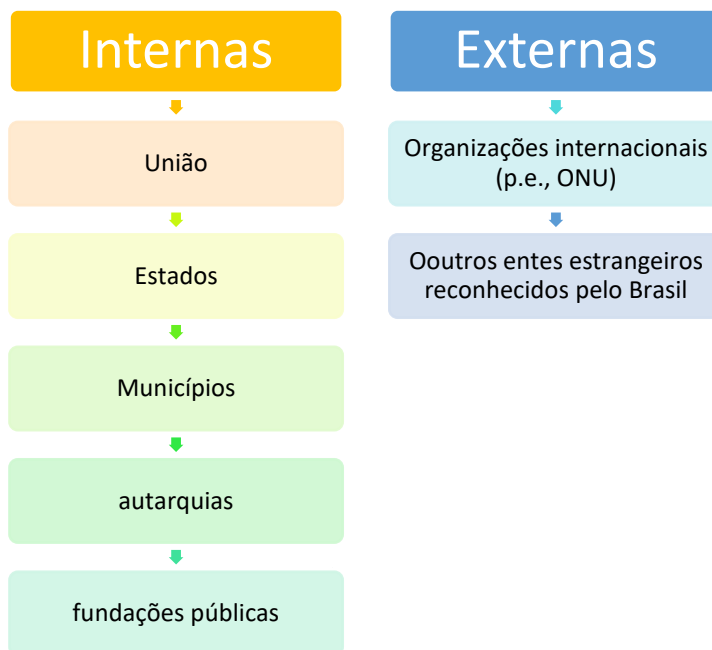 Internas
União
Estados
Municípios
autarquias
fundações públicas
Externas
Organizações internacionais
(p.e., ONU)
Ooutros entes estrangeiros
reconhecidos pelo Brasil